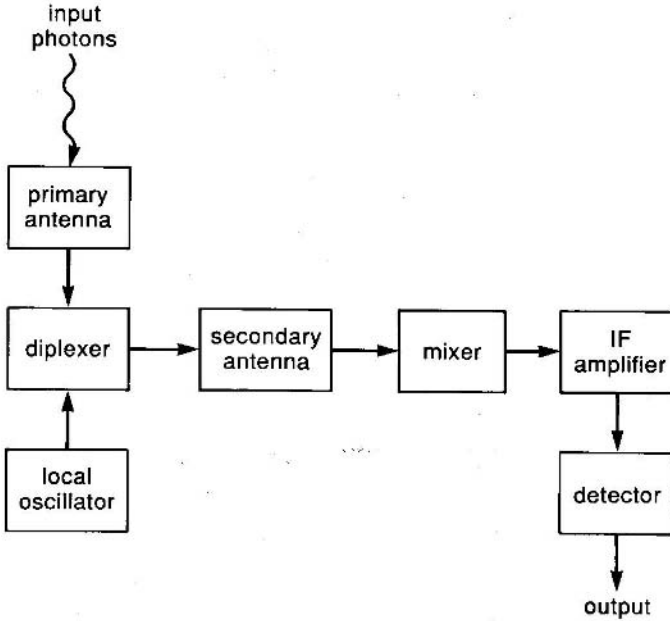 input
photons
primary
antenna
diplexer
secondary
antenna
mixer
IF
amplifier
local
oscillator
detector
output